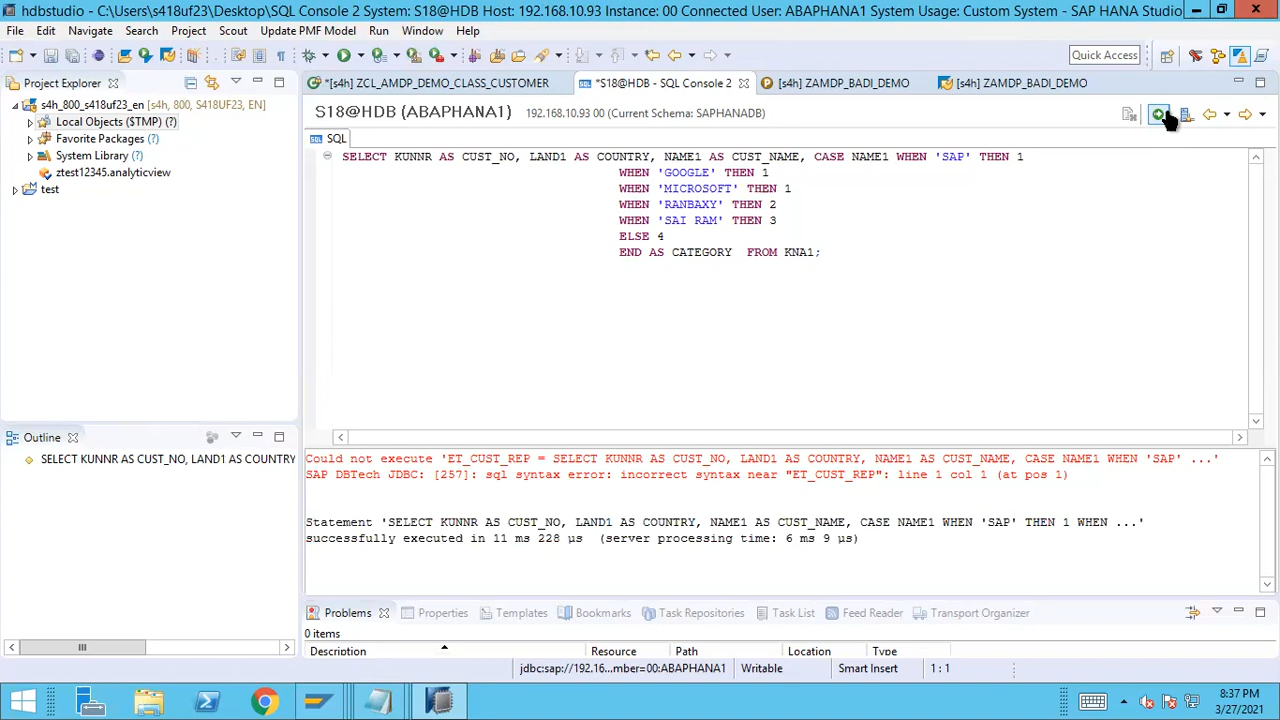 hdbstudio - C:\Users\s418uf23\Desktop\SQL Console 2 System: S18@HDB Host: 192.168.10.93 Instance: 00 Connected User: ABAPHANA1 System Usage: Custom System - SAP HANA Studio
File Edit Navigate Search Project Scout Update PMF Model Run Window Help
Quick Access
Project Explorer
*[s4h] ZCL_AMDP_DEMO_CLASS_CUSTOMER *S18@HDB - SQL Console 2 [s4h] ZAMDP_BADI_DEMO [s4h] ZAMDP_BADI_DEMO
s4h_800_s418uf23_en (s4h, 800, S418UF23, EN)
Local Objects ($TMP) (?)
Favorite Packages (?)
System Library (?)
ztest12345.analyticview
test
S18@HDB (ABAPHANA1) 192.168.10.93 00 (Current Schema: SAPHANADB)
SQL
SELECT KUNNR AS CUST_NO, LAND1 AS COUNTRY, NAME1 AS CUST_NAME, CASE NAME1 WHEN 'SAP' THEN 1
WHEN 'GOOGLE' THEN 1
WHEN 'MICROSOFT' THEN 1
WHEN 'RANBAXY' THEN 2
WHEN 'SAI RAM' THEN 3
ELSE 4
END AS CATEGORY FROM KNA1;
Outline
SELECT KUNNR AS CUST_NO, LAND1 AS COUNTRY
Could not execute 'ET_CUST_REP = SELECT KUNNR AS CUST_NO, LAND1 AS COUNTRY, NAME1 AS CUST_NAME, CASE NAME1 WHEN 'SAP' ...'
SAP DBTech JDBC: [257]: sql syntax error: incorrect syntax near "ET_CUST_REP": line 1 col 1 (at pos 1)
Statement 'SELECT KUNNR AS CUST_NO, LAND1 AS COUNTRY, NAME1 AS CUST_NAME, CASE NAME1 WHEN 'SAP' THEN 1 WHEN ...'
successfully executed in 11 ms 228 µs (server processing time: 6 ms 9 µs)
Problems Properties Templates Bookmarks Task Repositories Task List Feed Reader Transport Organizer
0 items
Description Resource Path Location Type
jdbc:sap://192.16...mber=00:ABAPHANA1 Writable Smart Insert 1 : 1
8:37 PM
3/27/2021